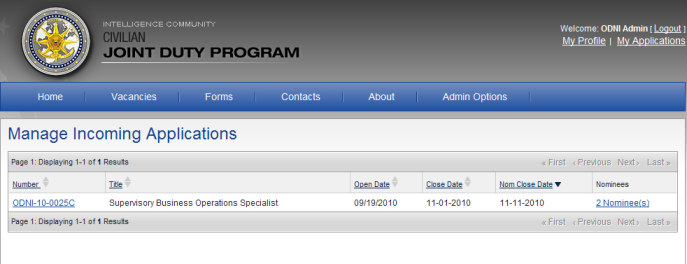 INTELLIGENCE COMMUNITY
CIVILIAN
JOINT DUTY PROGRAM
Welcome: ODNI Admin [ Logout ]
My Profile | My Applications
Home Vacancies Forms Contacts About Admin Options
Manage Incoming Applications
Page 1: Displaying 1-1 of 1 Results « First ‹ Previous Next › Last »
Number Title Open Date Close Date Nom Close Date ▼ Nominees
ODNI-10-0025C Supervisory Business Operations Specialist 09/19/2010 11-01-2010 11-11-2010 2 Nominee(s)
Page 1: Displaying 1-1 of 1 Results « First ‹ Previous Next › Last »